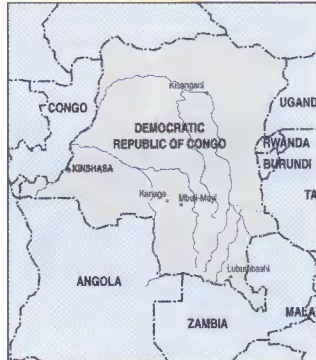 Kisangani
CONGO
UGAND
DEMOCRATIC
REPUBLIC OF CONGO
RWANDA
BURUNDI
KINSHASA
Kananga
Mbuji-Mayi
TA
Lubumbashi
ANGOLA
ZAMBIA
MALA